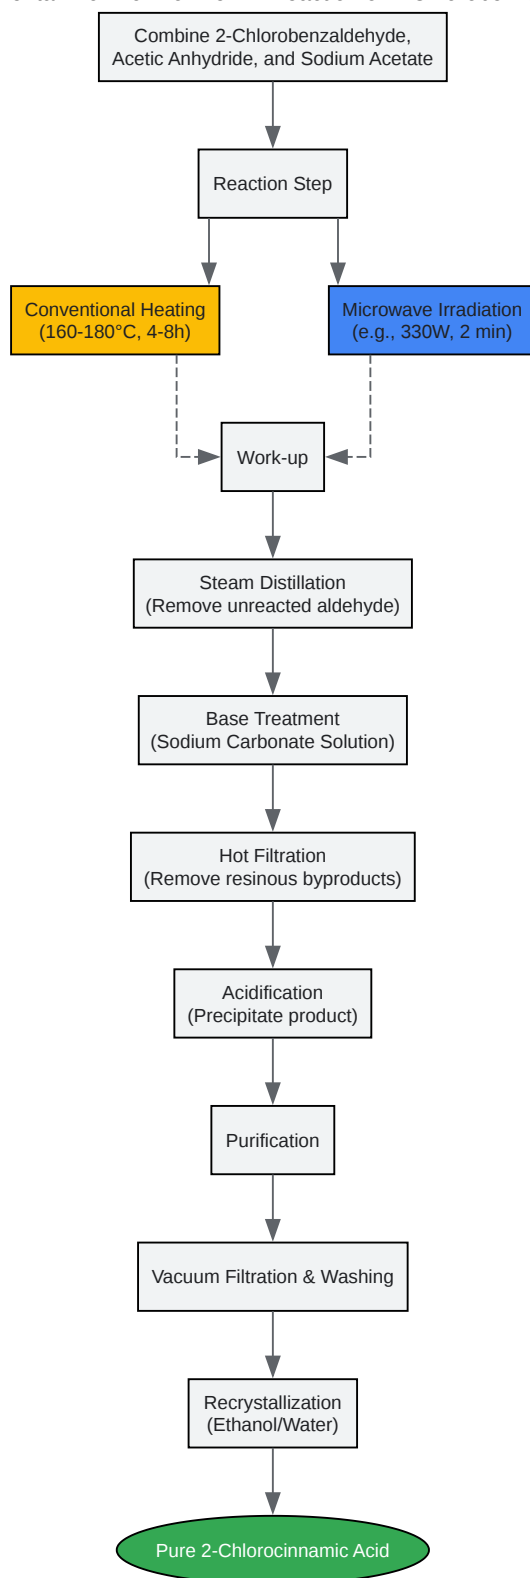 Combine 2-Chlorobenzaldehyde,
Acetic Anhydride, and Sodium Acetate
Reaction Step
Conventional Heating
(160-180°C, 4-8h)
Microwave Irradiation
(e.g., 330W, 2 min)
Work-up
Steam Distillation
(Remove unreacted aldehyde)
Base Treatment
(Sodium Carbonate Solution)
Hot Filtration
(Remove resinous byproducts)
Acidification
(Precipitate product)
Purification
Vacuum Filtration & Washing
Recrystallization
(Ethanol/Water)
Pure 2-Chlorocinnamic Acid